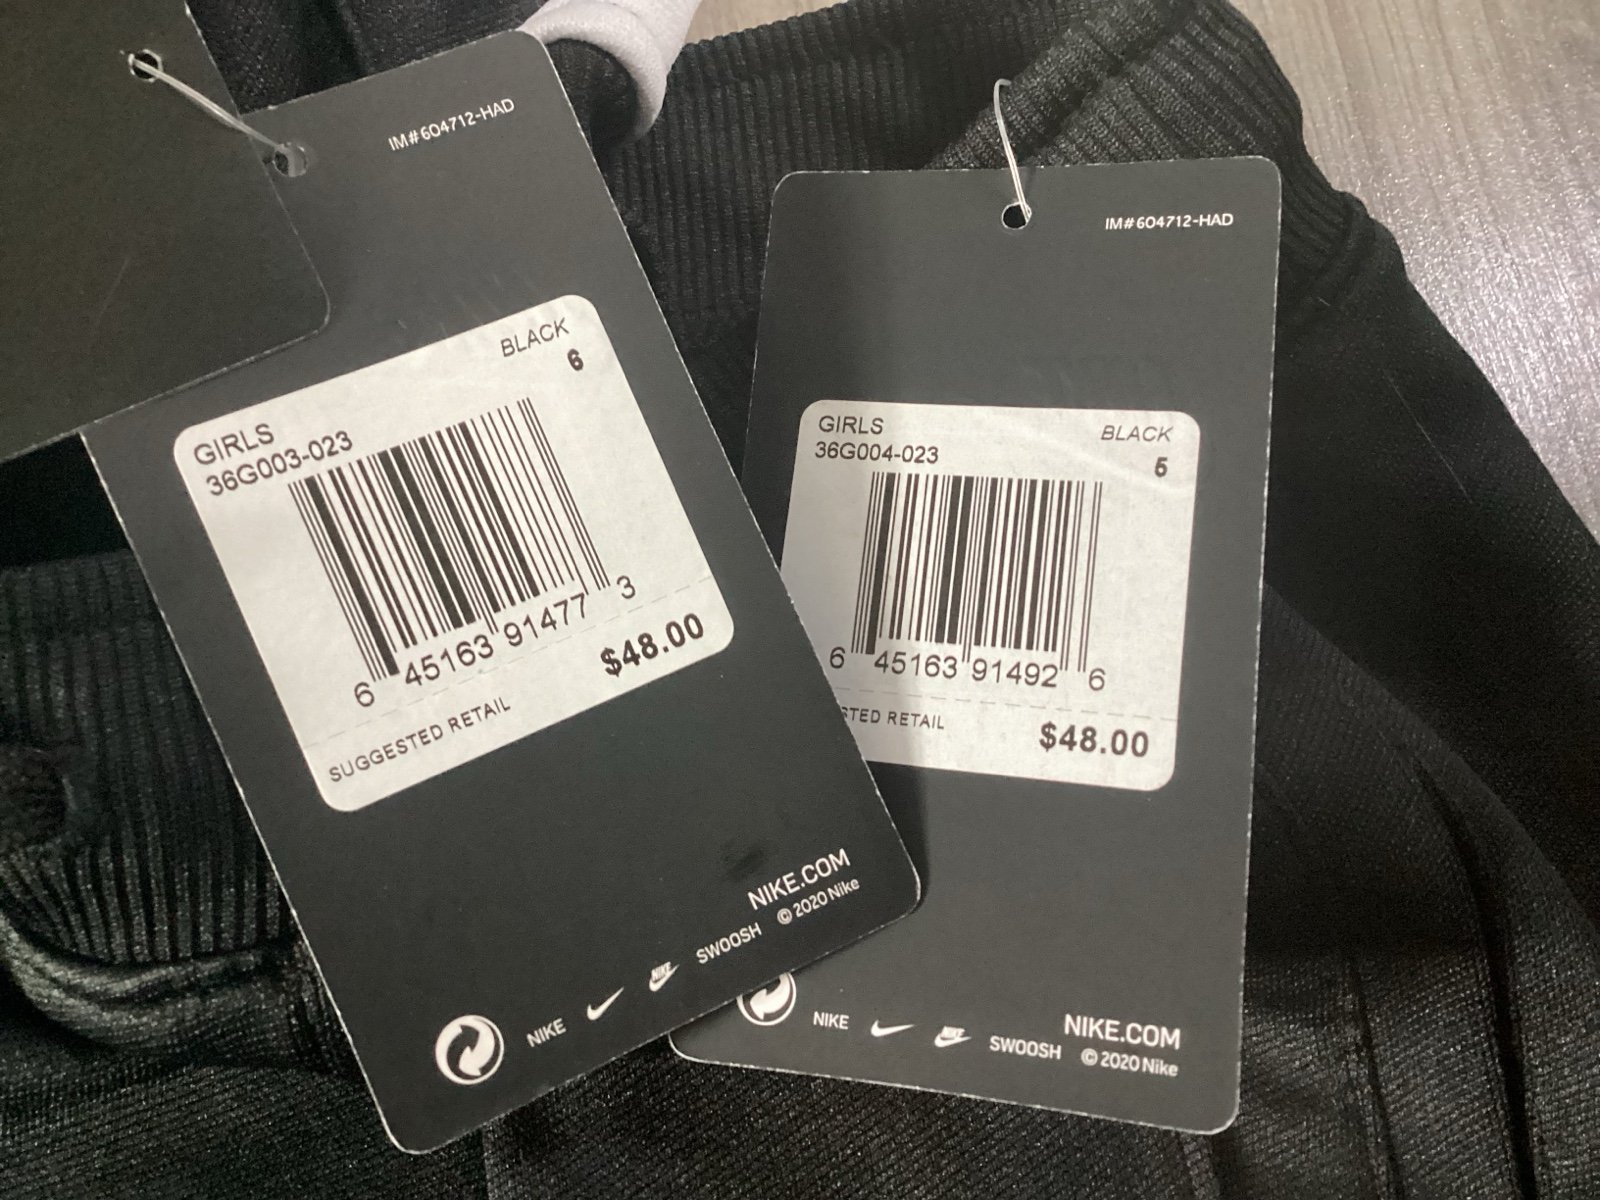 IM#604712-HAD
BLACK
6
GIRLS
36G003-023
6 45163 91477 3
$48.00
SUGGESTED RETAIL
NIKE.COM
© 2020 Nike
NIKE NIKE SWOOSH
IM#604712-HAD
GIRLS BLACK
36G004-023 5
6 45163 91492 6
STED RETAIL $48.00
NIKE.COM
NIKE NIKE SWOOSH © 2020 Nike